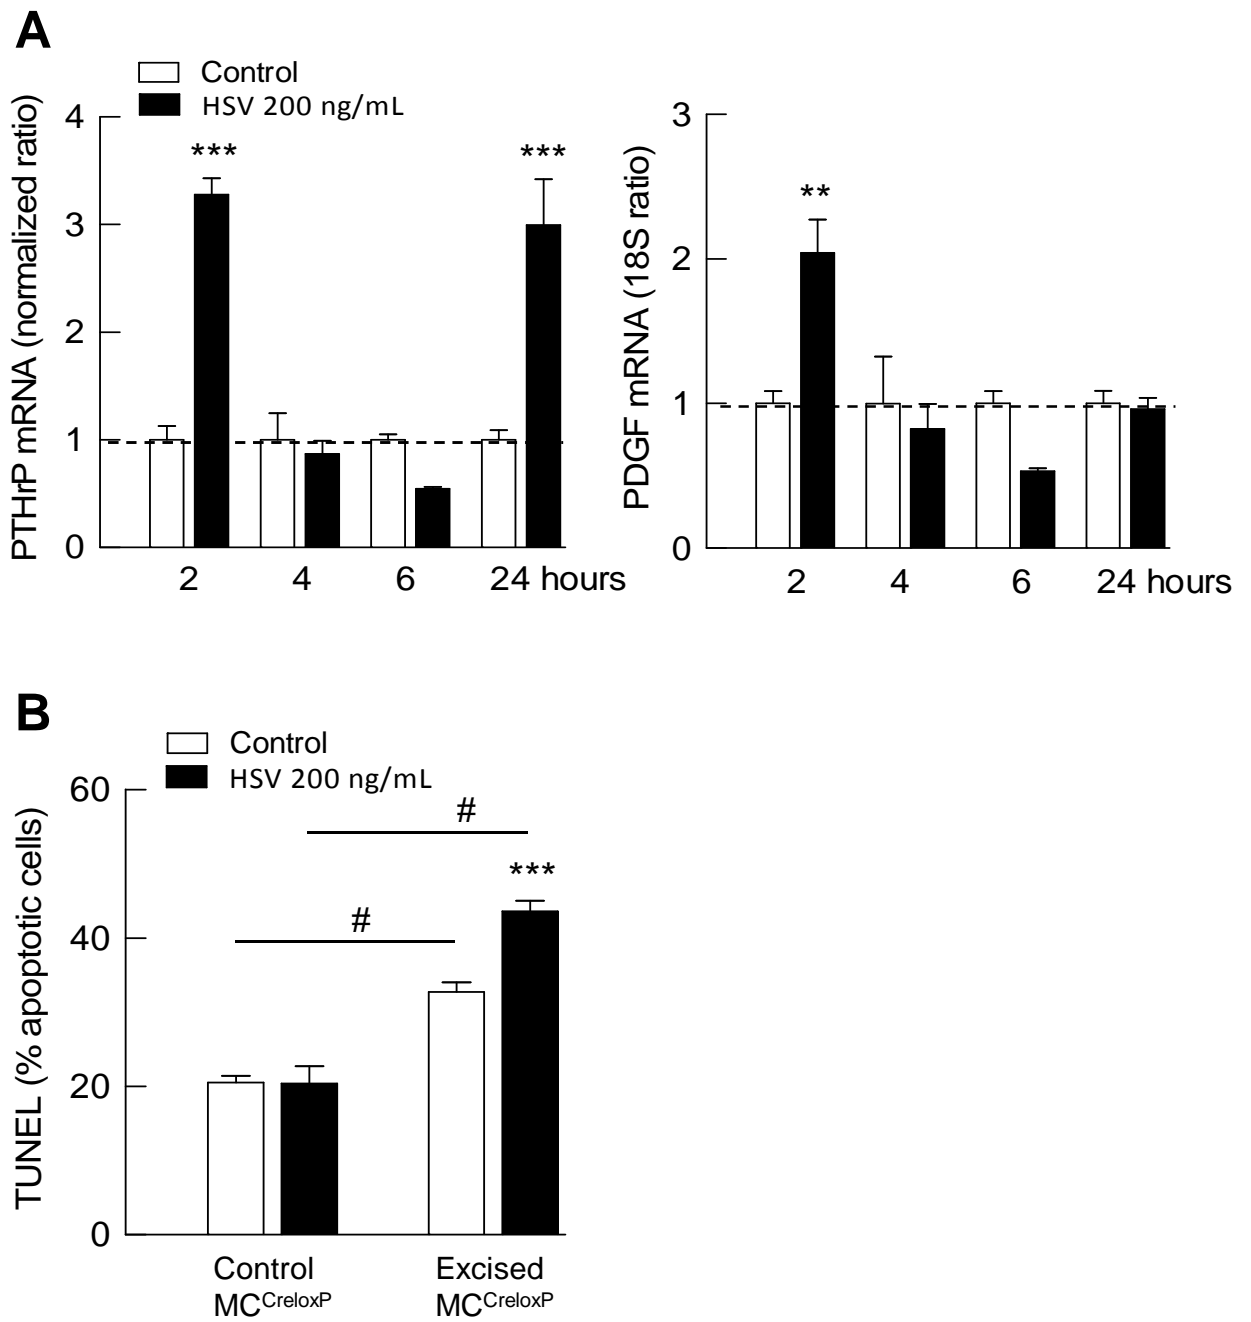 A
Control
HSV 200 ng/mL
PTHrP mRNA (normalized ratio)
4
3
2
1
0
***
***
2 4 6 24 hours
PDGF mRNA (18S ratio)
3
2
1
0
**
2 4 6 24 hours
B
Control
HSV 200 ng/mL
TUNEL (% apoptotic cells)
60
40
20
0
#
#
***
Control
MCCreloxP
Excised
MCCreloxP